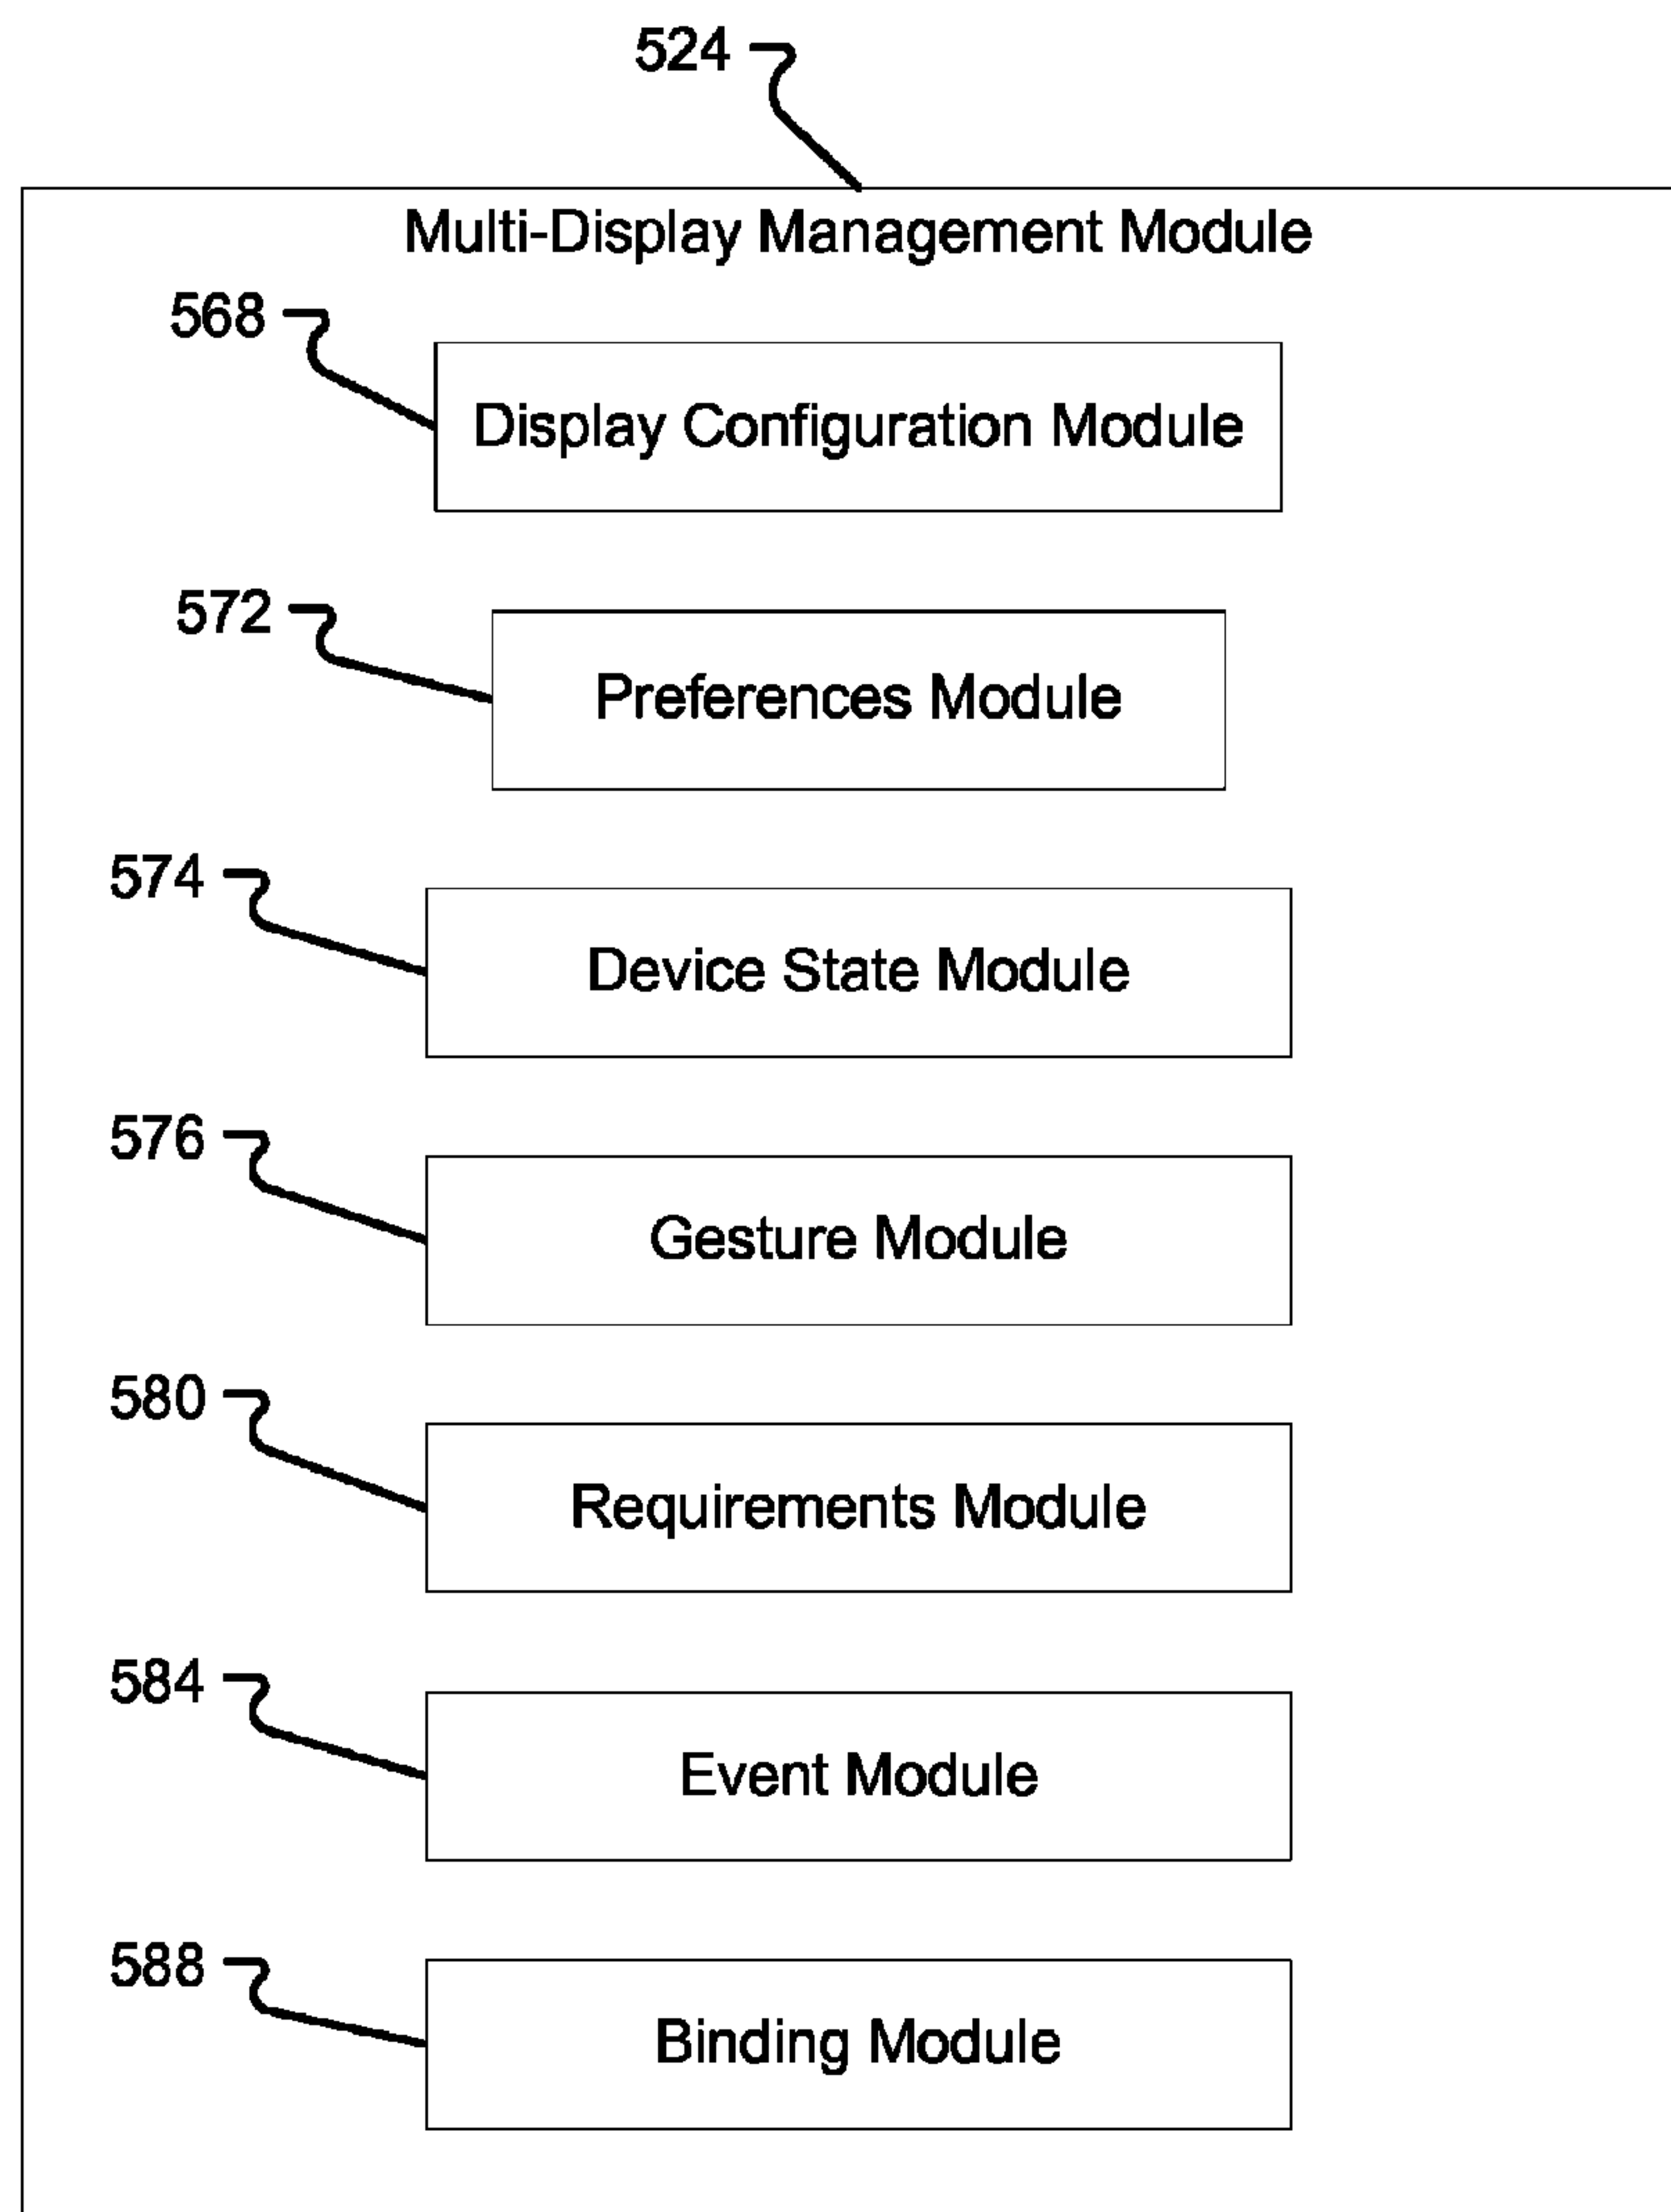 524
Multi-Display Management Module
568
Display Configuration Module
572
Preferences Module
574
Device State Module
576
Gesture Module
580
Requirements Module
584
Event Module
588
Binding Module